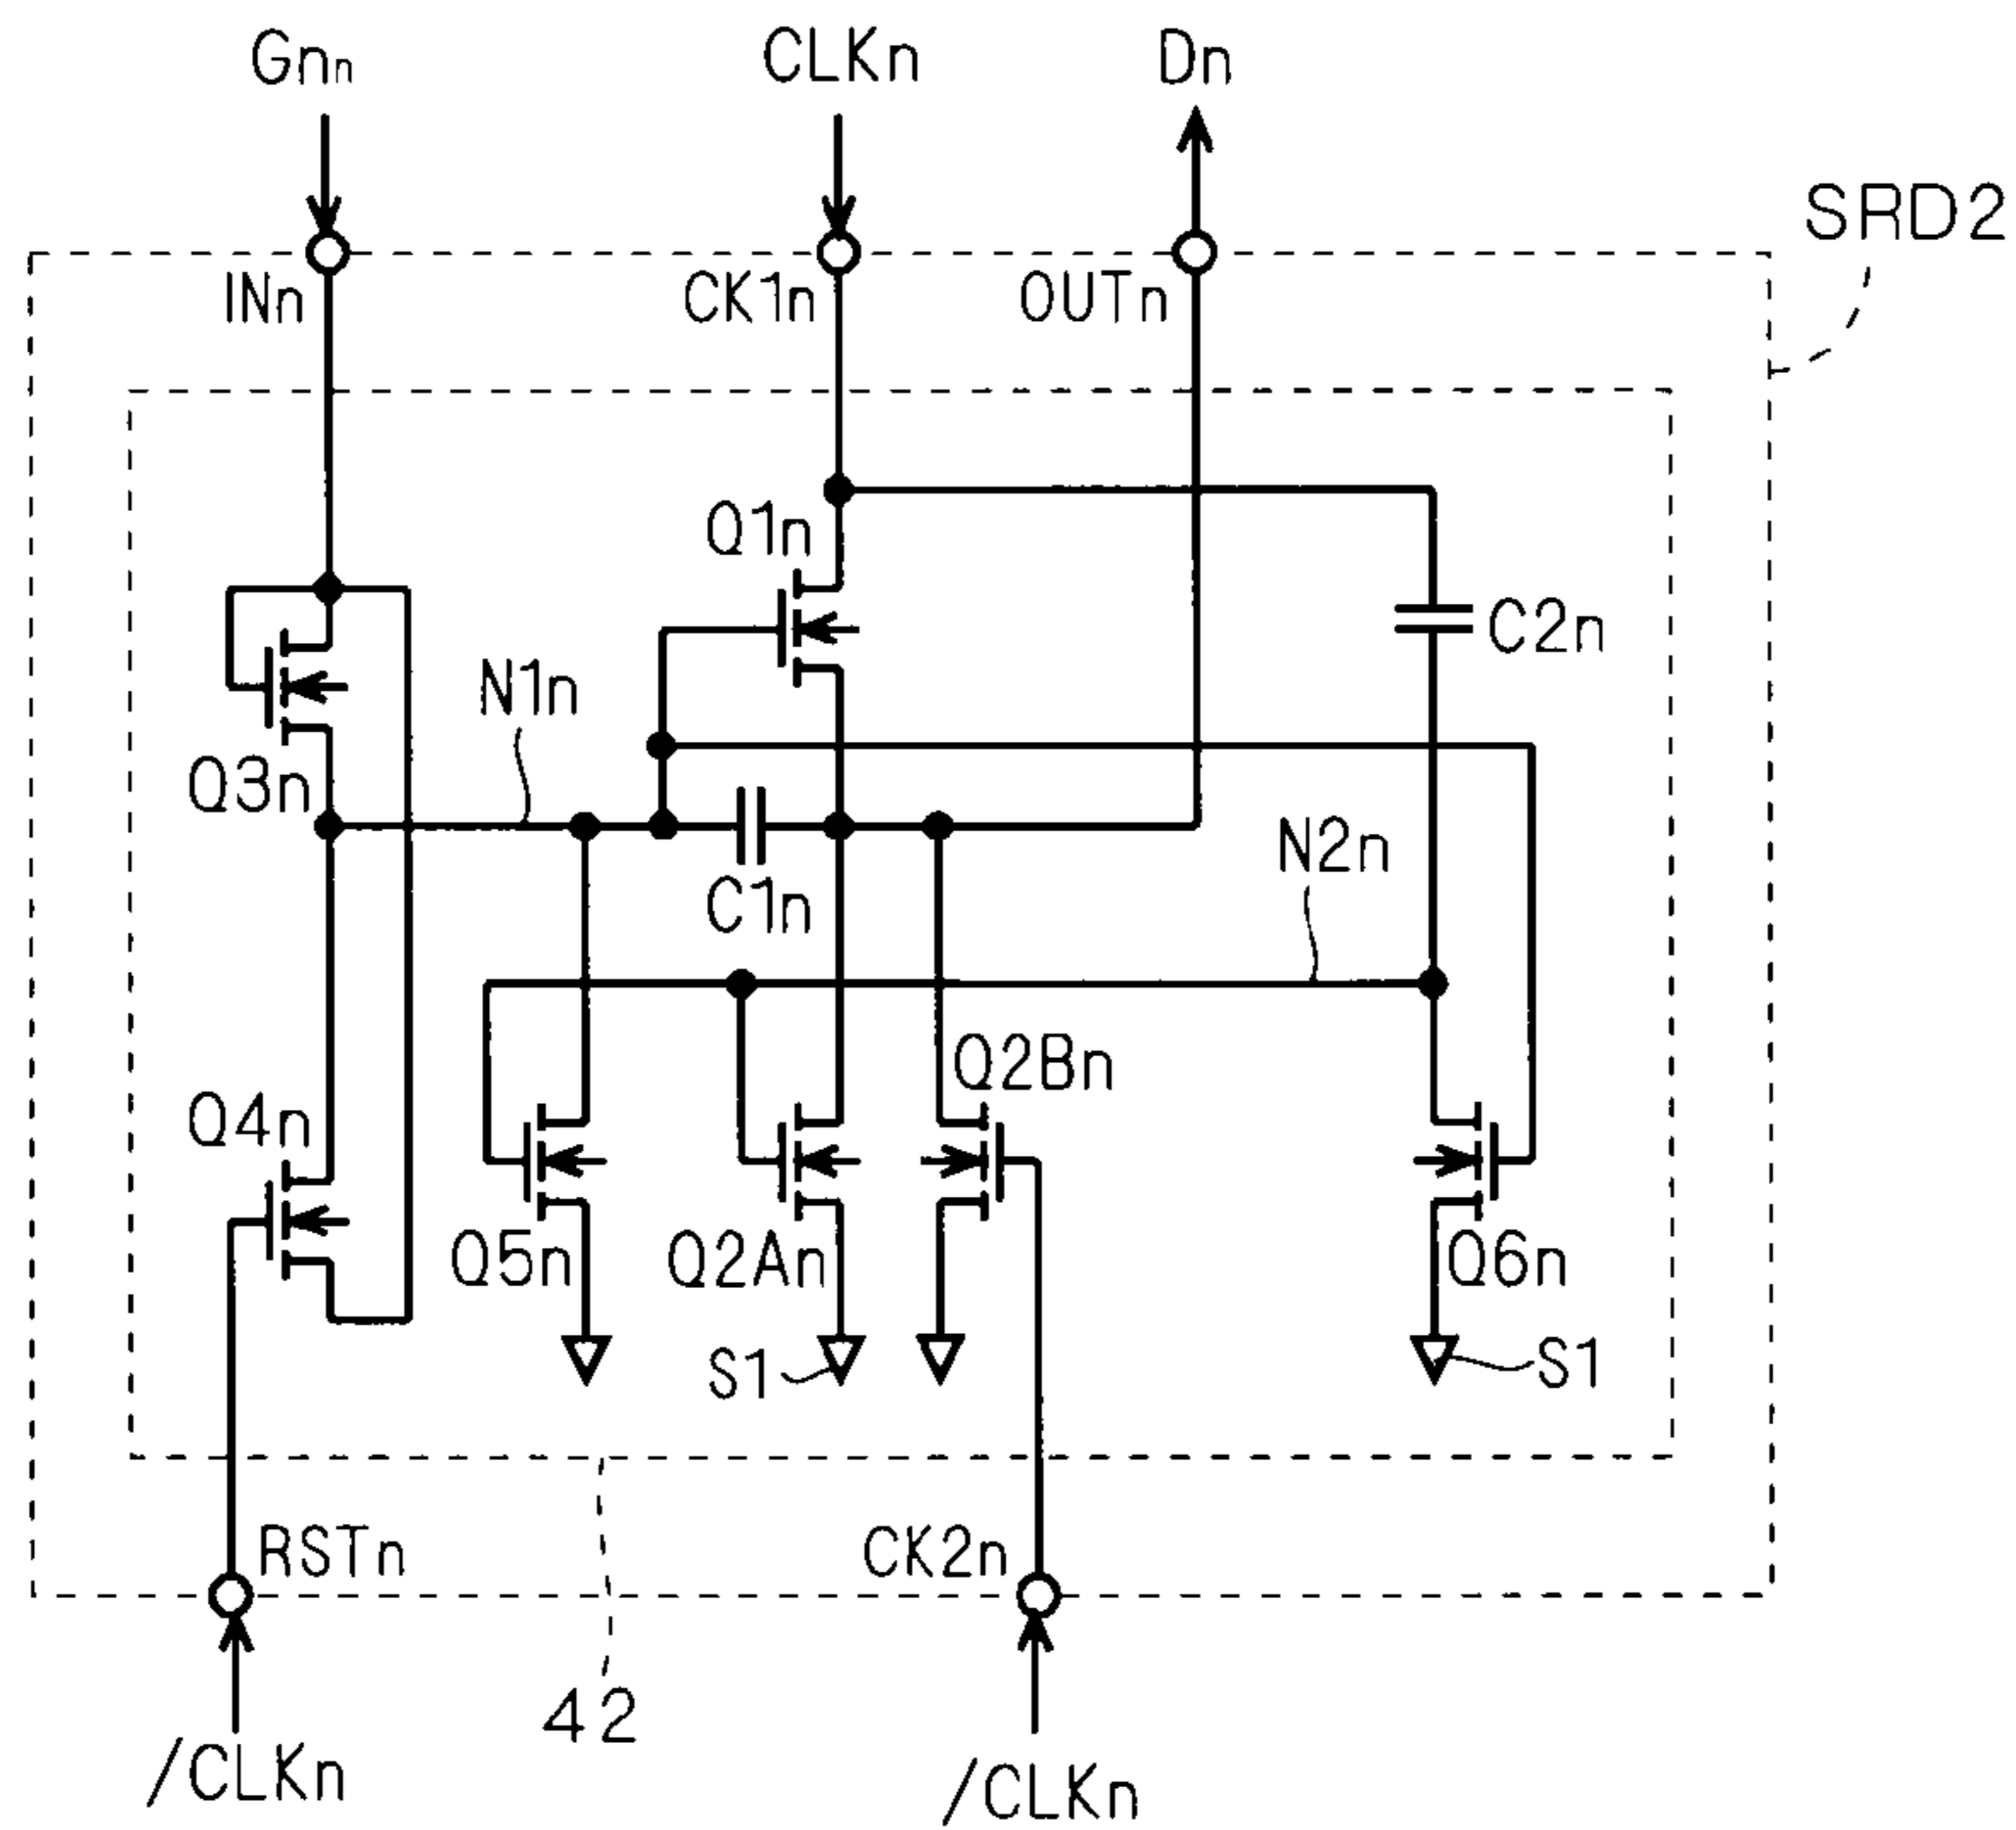 Gnn
CLKn
Dn
SRD2
INn
CK1n
OUTn
Q1n
C2n
N1n
Q3n
N2n
C1n
Q2Bn
Q4n
Q5n
Q2An
Q6n
S1
S1
RSTn
CK2n
42
/CLKn
/CLKn